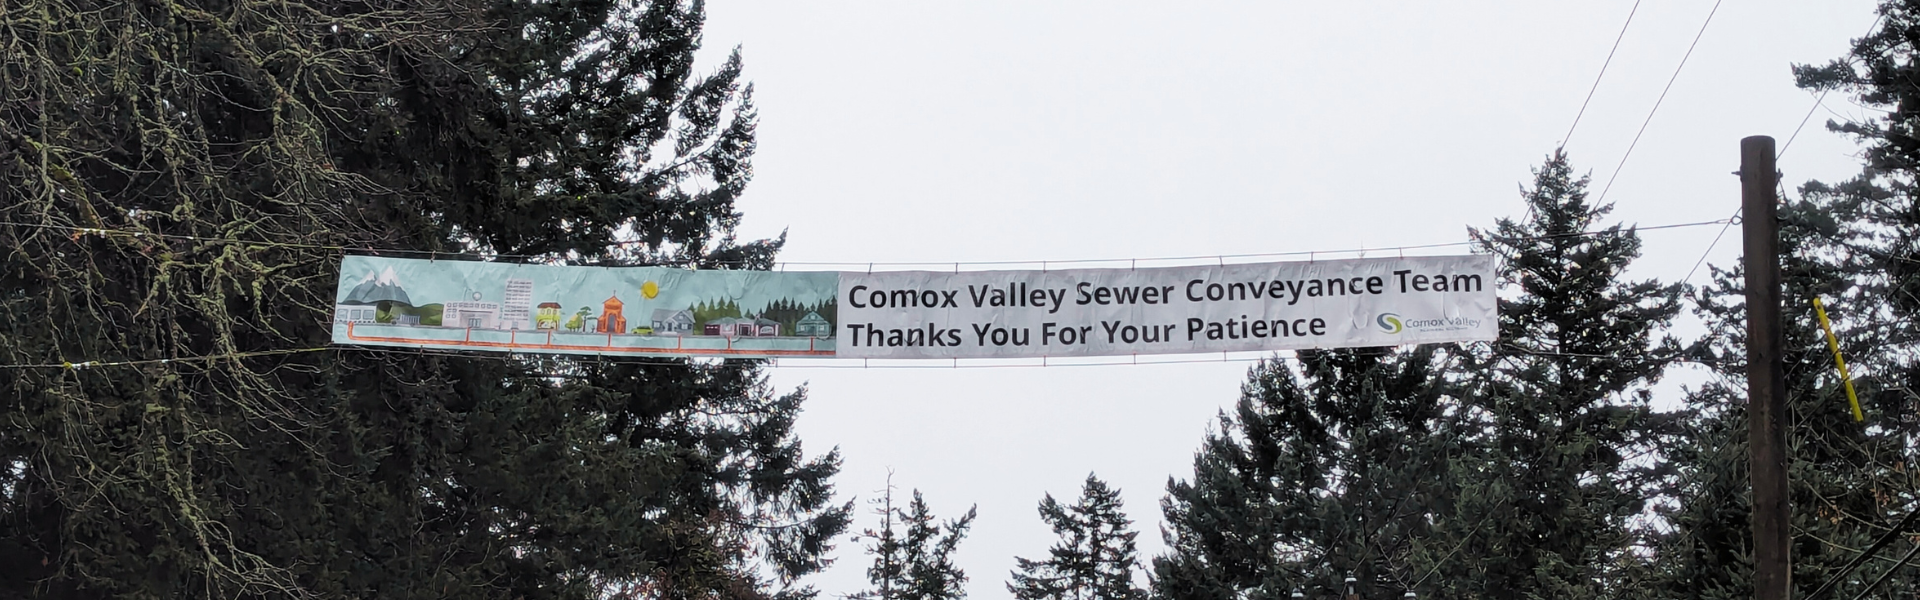 Comox Valley Sewer Conveyance Team
Thanks You For Your Patience
Comox Valley